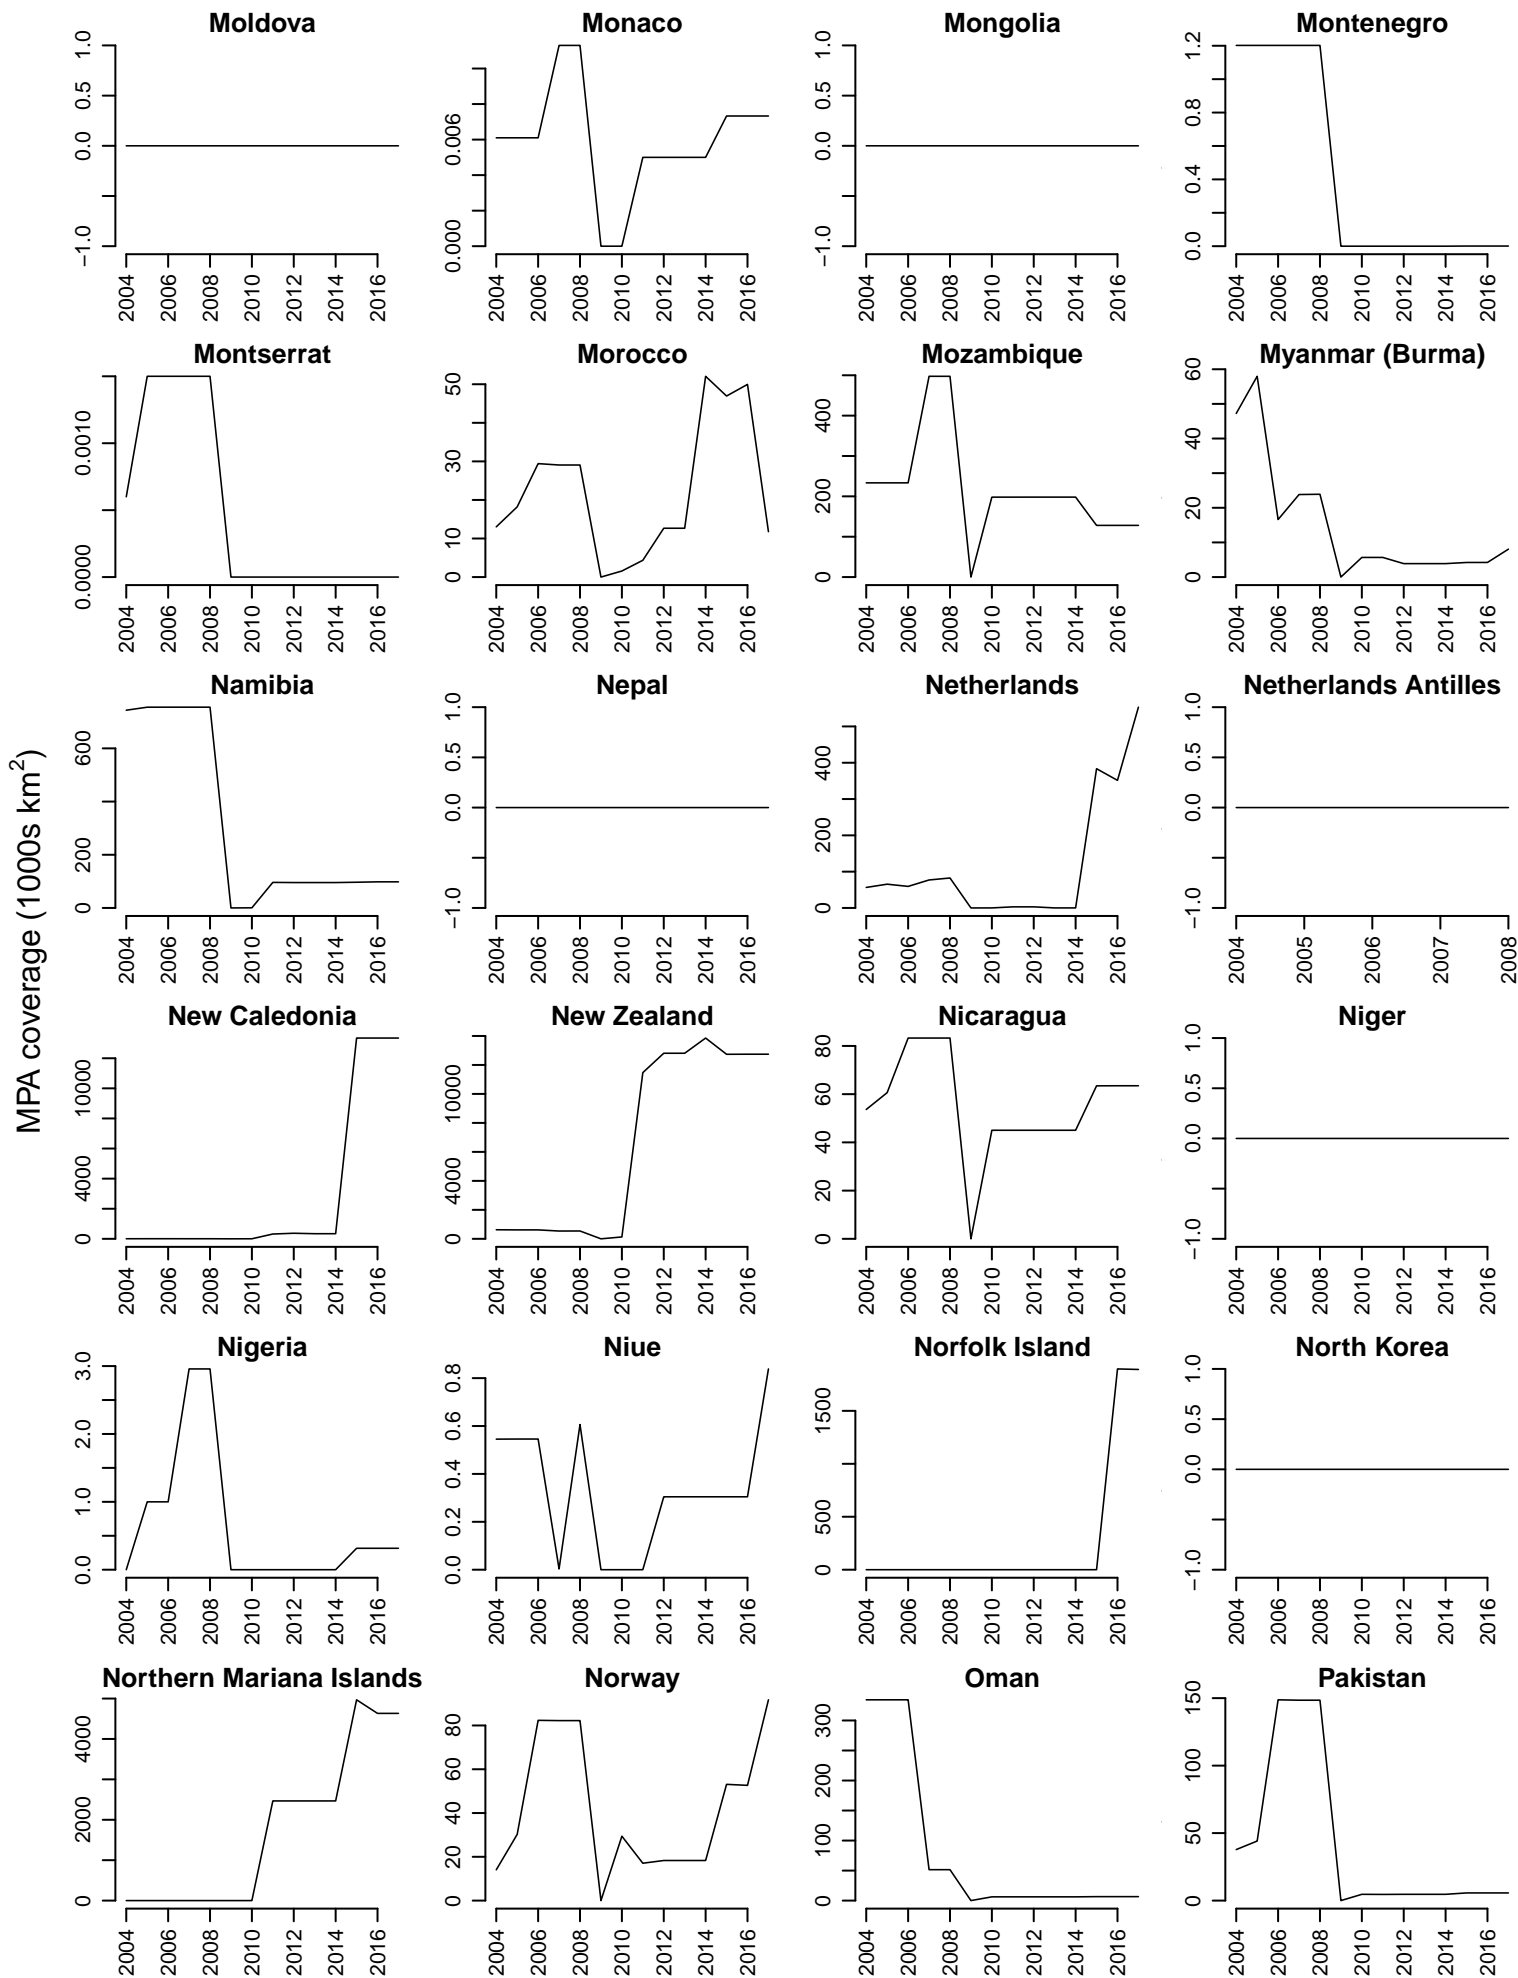 MPA coverage (1000s km²)
Moldova
1.0
0.5
0.0
−1.0
2004 2006 2008 2010 2012 2014 2016
Monaco
0.006
0.000
2004 2006 2008 2010 2012 2014 2016
Mongolia
1.0
0.5
0.0
−1.0
2004 2006 2008 2010 2012 2014 2016
Montenegro
1.2
0.8
0.4
0.0
2004 2006 2008 2010 2012 2014 2016
Montserrat
0.0010
0.0000
2004 2006 2008 2010 2012 2014 2016
Morocco
50
30
10
0
2004 2006 2008 2010 2012 2014 2016
Mozambique
400
200
0
2004 2006 2008 2010 2012 2014 2016
Myanmar (Burma)
60
40
20
0
2004 2006 2008 2010 2012 2014 2016
Namibia
600
200
0
2004 2006 2008 2010 2012 2014 2016
Nepal
1.0
0.5
0.0
−1.0
2004 2006 2008 2010 2012 2014 2016
Netherlands
400
200
0
2004 2006 2008 2010 2012 2014 2016
Netherlands Antilles
1.0
0.5
0.0
−1.0
2004 2005 2006 2007 2008
New Caledonia
10000
4000
0
2004 2006 2008 2010 2012 2014 2016
New Zealand
10000
4000
0
2004 2006 2008 2010 2012 2014 2016
Nicaragua
80
60
40
20
0
2004 2006 2008 2010 2012 2014 2016
Niger
1.0
0.5
0.0
−1.0
2004 2006 2008 2010 2012 2014 2016
Nigeria
3.0
2.0
1.0
0.0
2004 2006 2008 2010 2012 2014 2016
Niue
0.8
0.6
0.4
0.2
0.0
2004 2006 2008 2010 2012 2014 2016
Norfolk Island
1500
500
0
2004 2006 2008 2010 2012 2014 2016
North Korea
1.0
0.5
0.0
−1.0
2004 2006 2008 2010 2012 2014 2016
Northern Mariana Islands
4000
2000
0
2004 2006 2008 2010 2012 2014 2016
Norway
80
60
40
20
0
2004 2006 2008 2010 2012 2014 2016
Oman
300
200
100
0
2004 2006 2008 2010 2012 2014 2016
Pakistan
150
100
50
0
2004 2006 2008 2010 2012 2014 2016